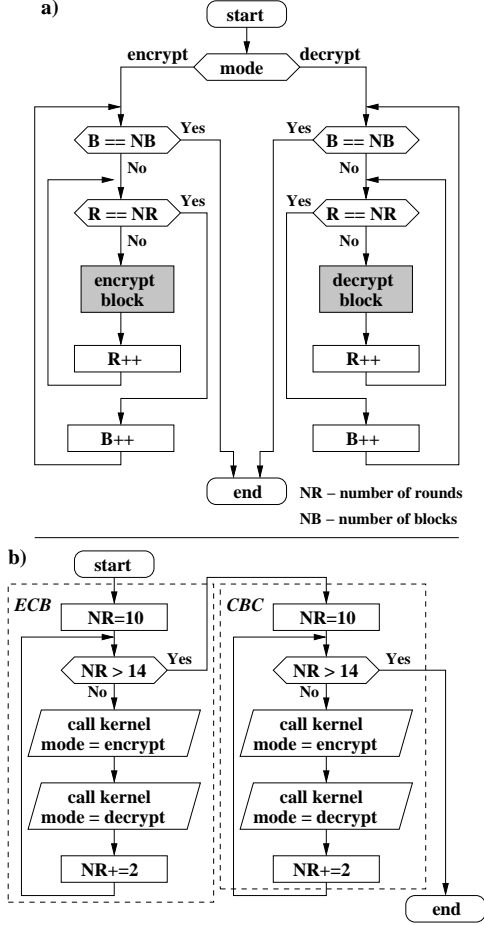 a)
start
encrypt
decrypt
mode
B == NB
Yes
Yes
B == NB
No
No
R == NR
Yes
Yes
R == NR
No
No
encrypt
block
decrypt
block
R++
R++
B++
B++
end
NR – number of rounds
NB – number of blocks
b)
start
ECB
NR=10
NR > 14
Yes
No
call kernel
mode = encrypt
call kernel
mode = decrypt
NR+=2
CBC
NR=10
NR > 14
Yes
No
call kernel
mode = encrypt
call kernel
mode = decrypt
NR+=2
end